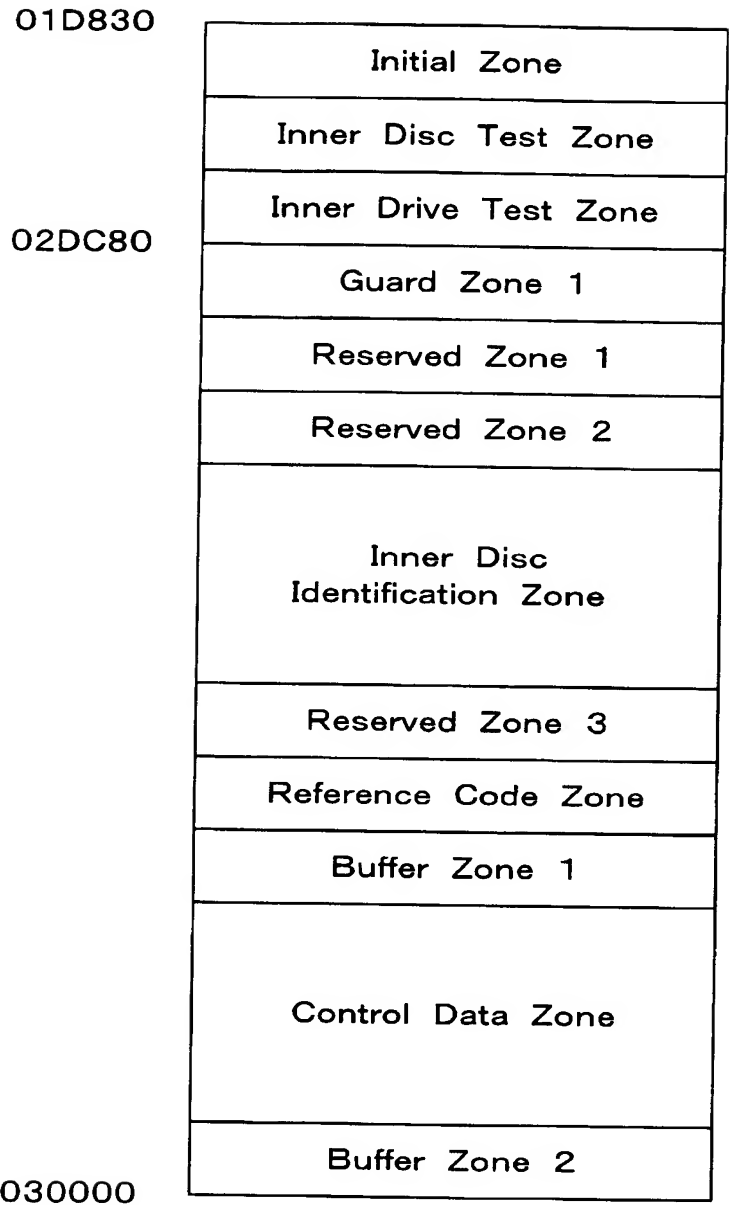 01D830
Initial Zone
Inner Disc Test Zone
Inner Drive Test Zone
02DC80
Guard Zone 1
Reserved Zone 1
Reserved Zone 2
Inner Disc
Identification Zone
Reserved Zone 3
Reference Code Zone
Buffer Zone 1
Control Data Zone
Buffer Zone 2
030000